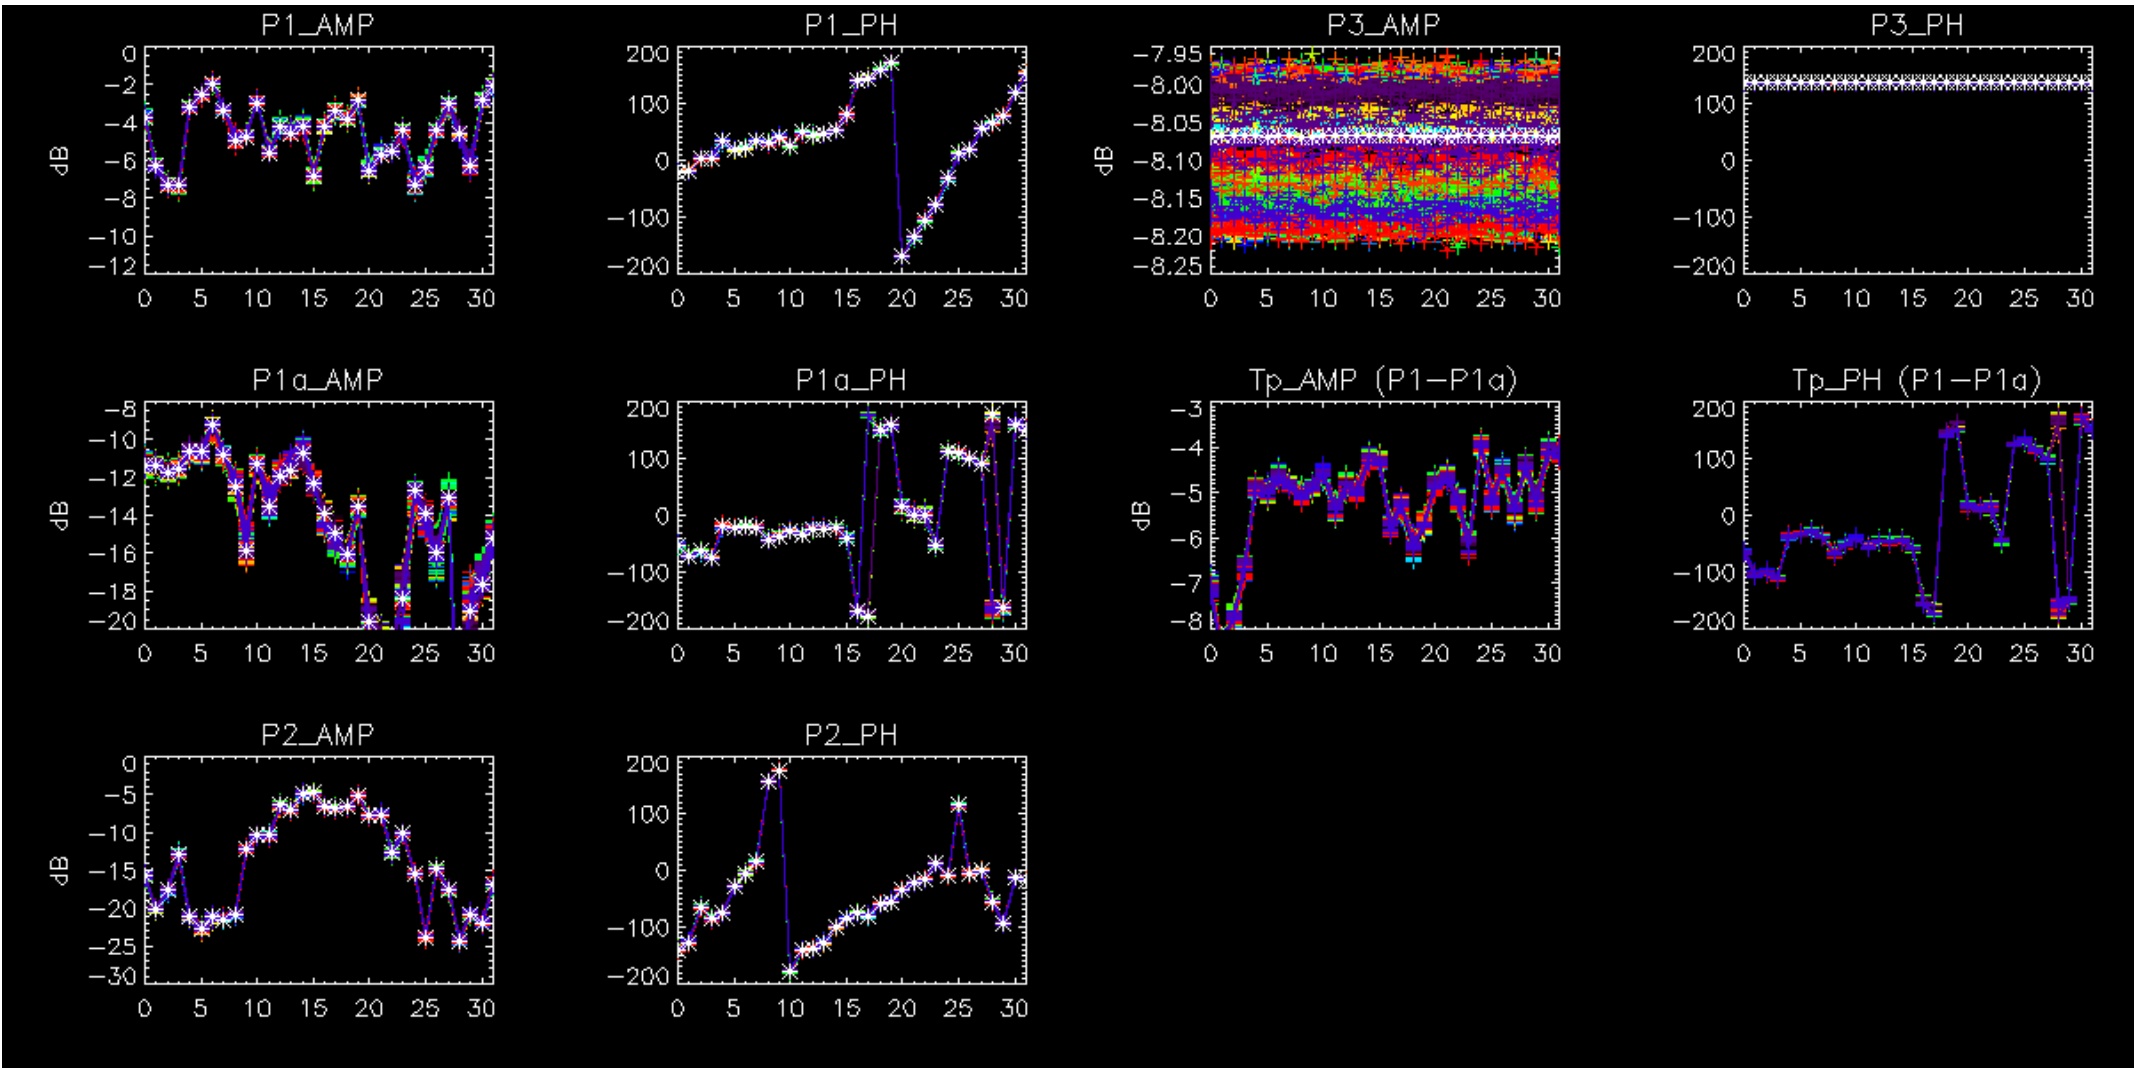 P1_AMP P1_PH P3_AMP P3_PH
0 200 −7.95 200
−2 −8.00
100 100
−4 −8.05
dB −6 0 dB −8.10 0
−8 −8.15
−100 −100
−10 −8.20
−12 −200 −8.25 −200
0 5 10 15 20 25 30 0 5 10 15 20 25 30 0 5 10 15 20 25 30 0 5 10 15 20 25 30
P1a_AMP P1a_PH Tp_AMP (P1−P1a) Tp_PH (P1−P1a)
−8 200 −3 200
−10 −4
100 100
−12
dB −14 0 dB −5 0
−16 −6
−100 −100
−18 −7
−20 −200 −8 −200
0 5 10 15 20 25 30 0 5 10 15 20 25 30 0 5 10 15 20 25 30 0 5 10 15 20 25 30
P2_AMP P2_PH
0 200
−5
100
−10
dB −15 0
−20
−100
−25
−30 −200
0 5 10 15 20 25 30 0 5 10 15 20 25 30